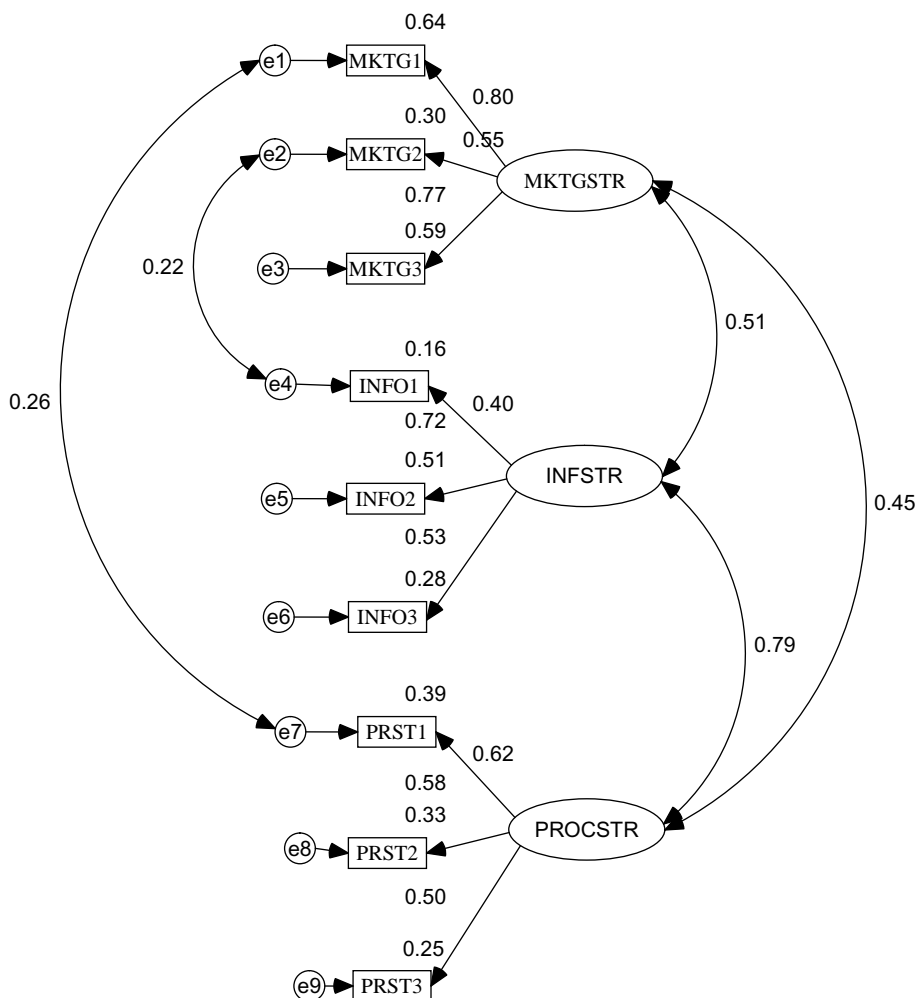 0.64
e1 MKTG1
0.80
0.30
0.55
e2 MKTG2
MKTGSTR
0.77
0.59
e3 MKTG3
0.22
0.51
0.16
e4 INFO1
0.26
0.40
0.72
0.51
INFSTR
e5 INFO2
0.45
0.53
0.28
e6 INFO3
0.79
0.39
e7 PRST1
0.62
0.58
0.33
PROCSTR
e8 PRST2
0.50
0.25
e9 PRST3